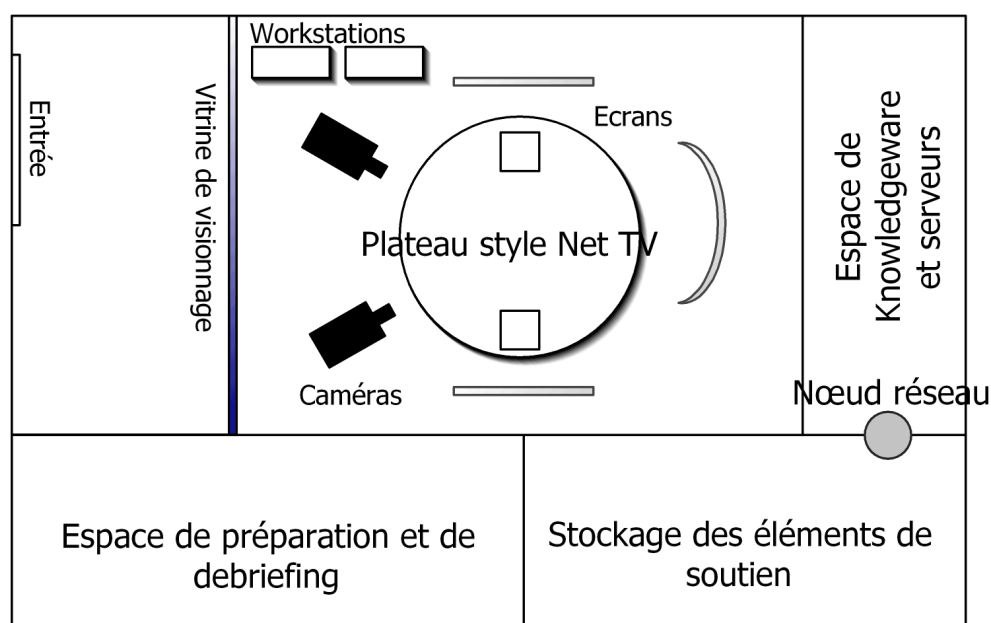 Workstations
Entrée
Vitrine de visionnage
Ecrans
Plateau style Net TV
Caméras
Espace de
Knowledgeware
et serveurs
Nœud réseau
Espace de préparation et de
debriefing
Stockage des éléments de
soutien